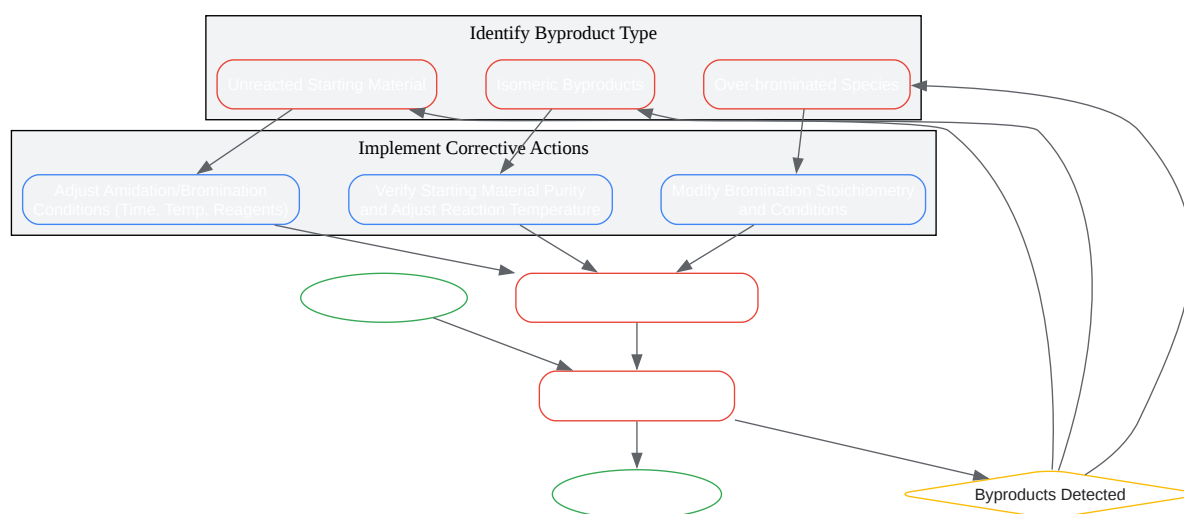 Identify Byproduct Type
Unreacted Starting Material
Isomeric Byproducts
Over-brominated Species
Implement Corrective Actions
Adjust Amidation/Bromination
Conditions (Time, Temp, Reagents)
Verify Starting Material Purity
and Adjust Reaction Temperature
Modify Bromination Stoichiometry
and Conditions
Byproducts Detected